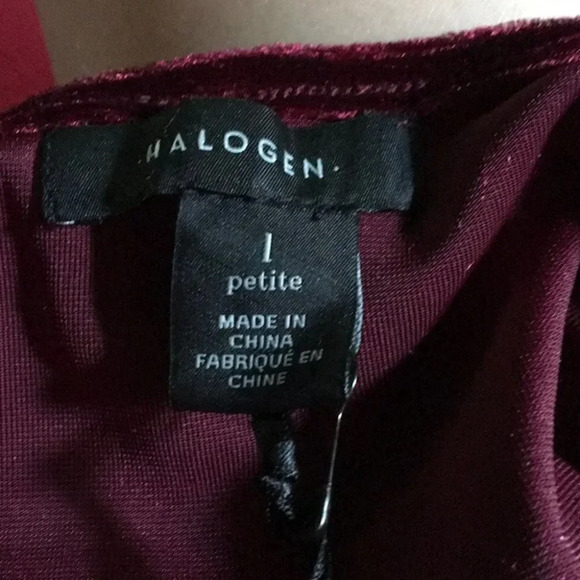 ·HALOGEN·
l
petite
MADE IN
CHINA
FABRIQUÉ EN
CHINE